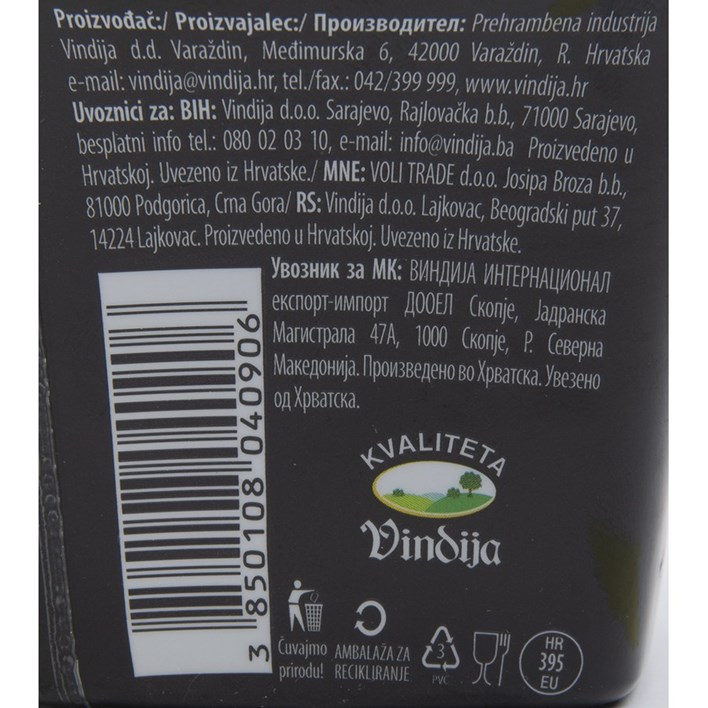 Proizvođač:/ Proizvajalec:/ Производител: Prehrambena industrija
Vindija d.d. Varaždin, Međimurska 6, 42000 Varaždin, R. Hrvatska
e-mail: vindija@vindija.hr, tel./fax.: 042/399 999, www.vindija.hr
Uvoznici za: BIH: Vindija d.o.o. Sarajevo, Rajlovačka b.b., 71000 Sarajevo,
besplatni info tel.: 080 02 03 10, e-mail: info@vindija.ba Proizvedeno u
Hrvatskoj. Uvezeno iz Hrvatske./ MNE: VOLI TRADE d.o.o. Josipa Broza b.b.,
81000 Podgorica, Crna Gora/ RS: Vindija d.o.o. Lajkovac, Beogradski put 37,
14224 Lajkovac. Proizvedeno u Hrvatskoj. Uvezeno iz Hrvatske.
Увозник за МК: ВИНДИЈА ИНТЕРНАЦИОНАЛ
експорт-импорт ДООЕЛ Скопје, Јадранска
Магистрала 47А, 1000 Скопје, Р. Северна
Македонија. Произведено во Хрватска. Увезено
од Хрватска.
3 850108 040906
KVALITETA
Vindija
Čuvajmo
prirodu!
AMBALAŽA ZA
RECIKLIRANJE
3
PVC
HR
395
EU